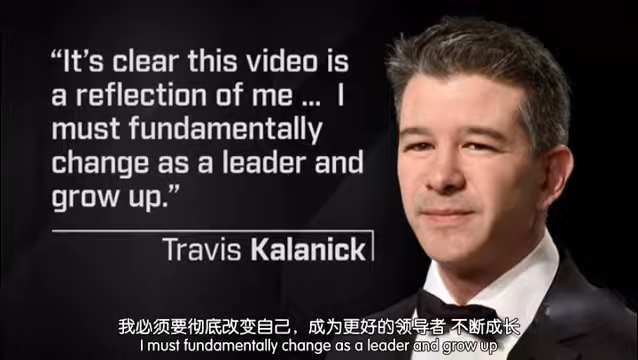 “It’s clear this video is
a reflection of me ... I
must fundamentally
change as a leader and
grow up.”
Travis Kalanick
我必须要彻底改变自己，成为更好的领导者 不断成长
I must fundamentally change as a leader and grow up